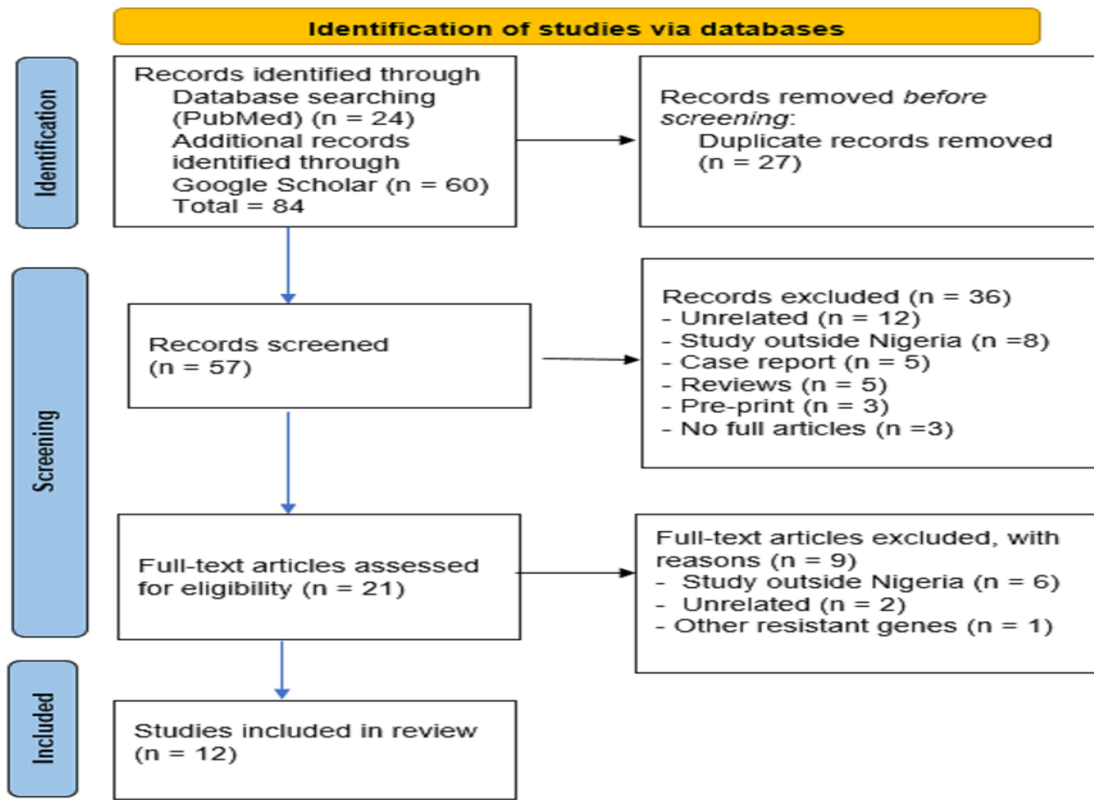 Identification of studies via databases
Identification
Records identified through
Database searching
(PubMed) (n = 24)
Additional records
identified through
Google Scholar (n = 60)
Total = 84
Records removed before
screening:
Duplicate records removed
(n = 27)
Screening
Records screened
(n = 57)
Records excluded (n = 36)
- Unrelated (n = 12)
- Study outside Nigeria (n =8)
- Case report (n = 5)
- Reviews (n = 5)
- Pre-print (n = 3)
- No full articles (n =3)
Full-text articles assessed
for eligibility (n = 21)
Full-text articles excluded, with
reasons (n = 9)
- Study outside Nigeria (n = 6)
- Unrelated (n = 2)
- Other resistant genes (n = 1)
Included
Studies included in review
(n = 12)